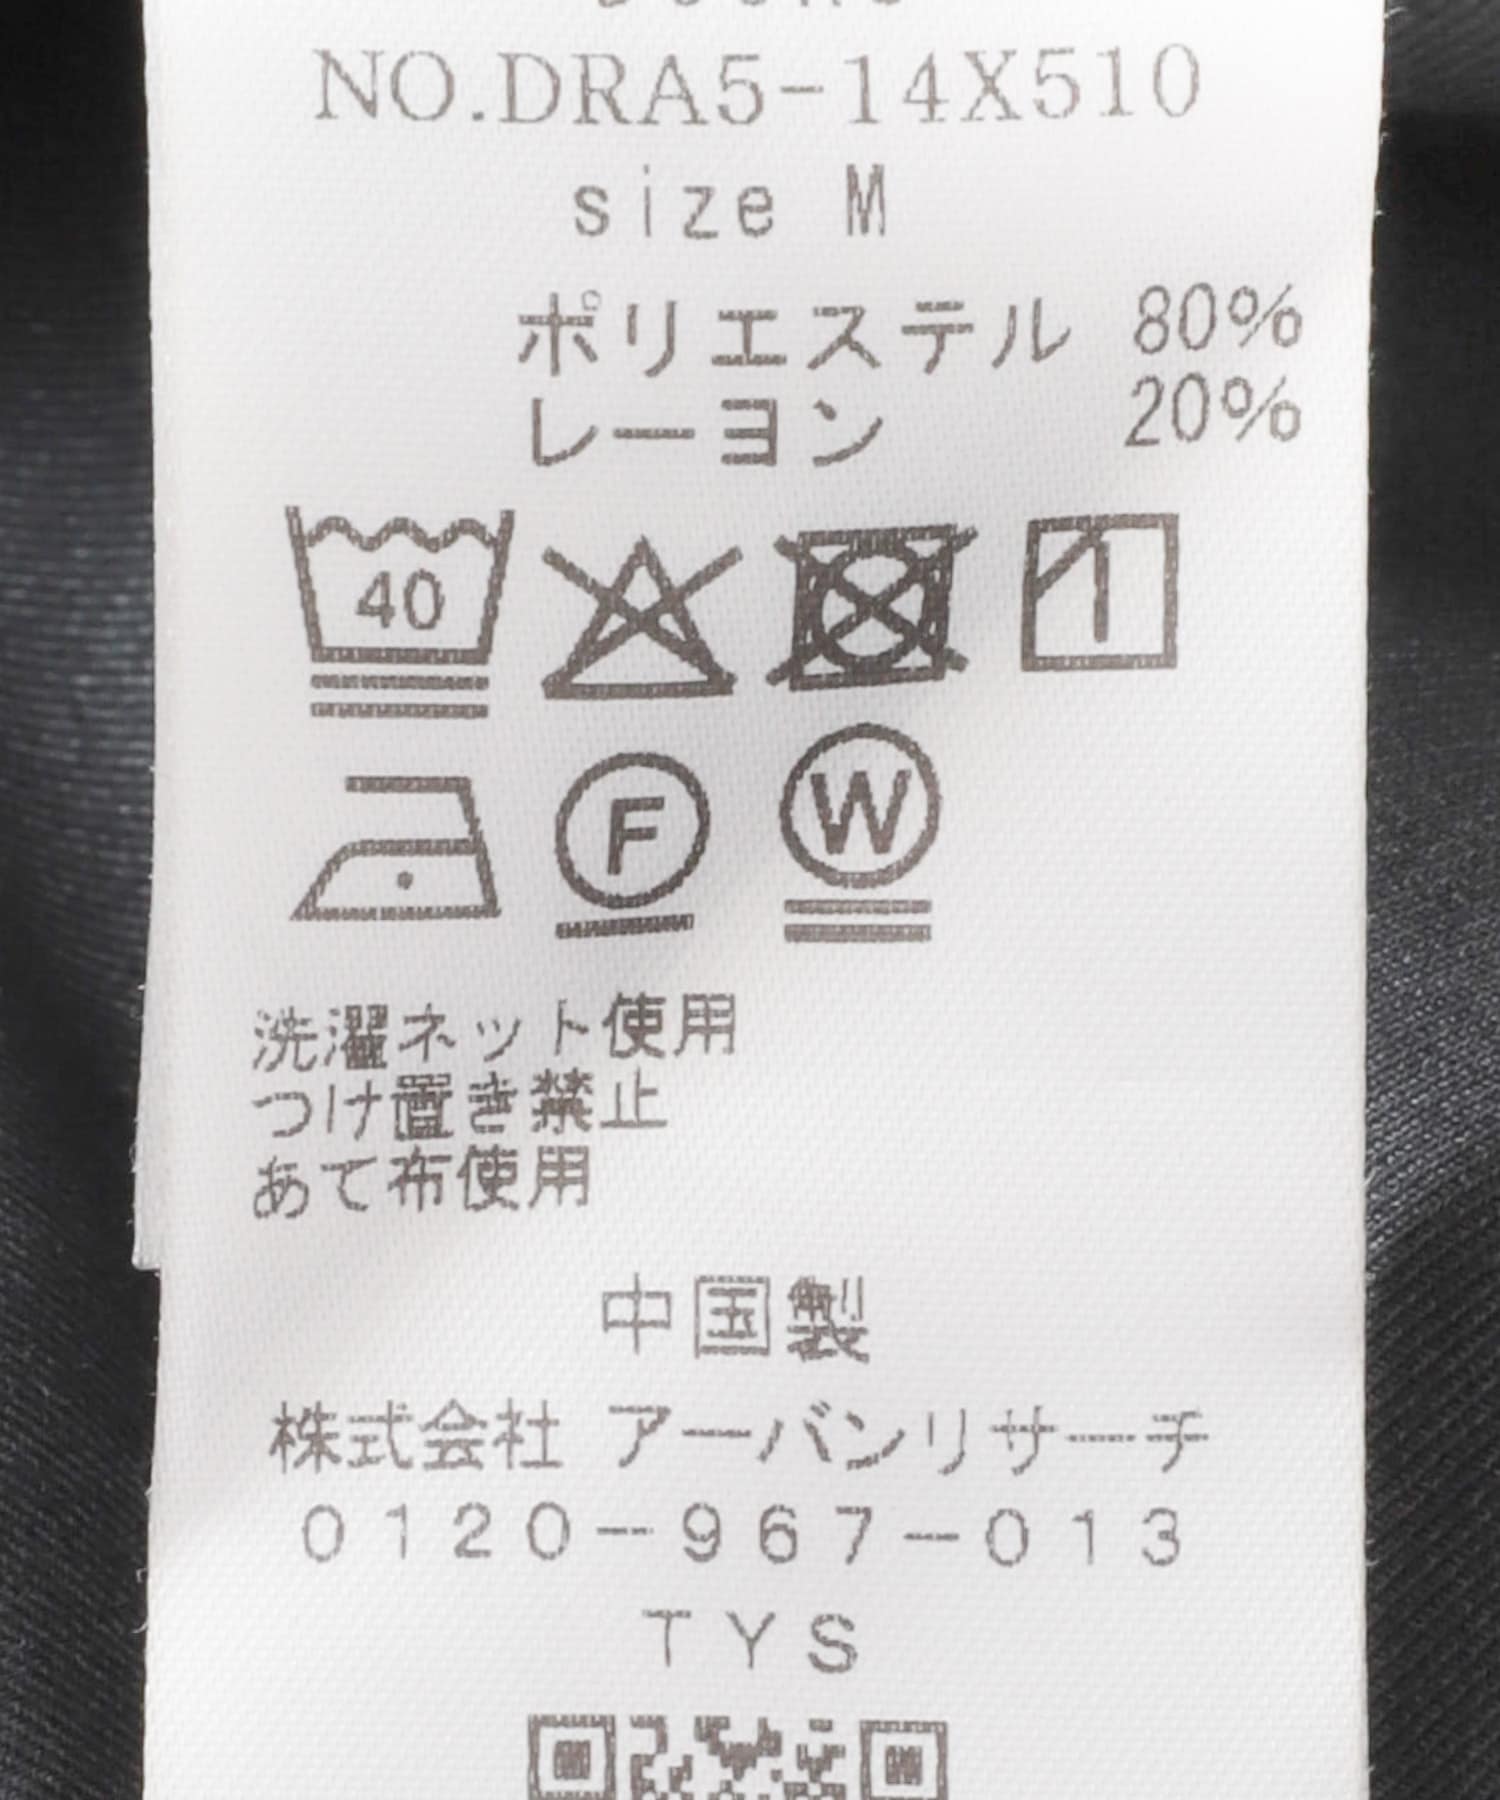 NO.DRA5-14X510
size M
ポリエステル 80%
レーヨン 20%
40
F
W
洗濯ネット使用
つけ置き禁止
あて布使用
中国製
株式会社 アーバンリサーチ
0120-967-013
TYS